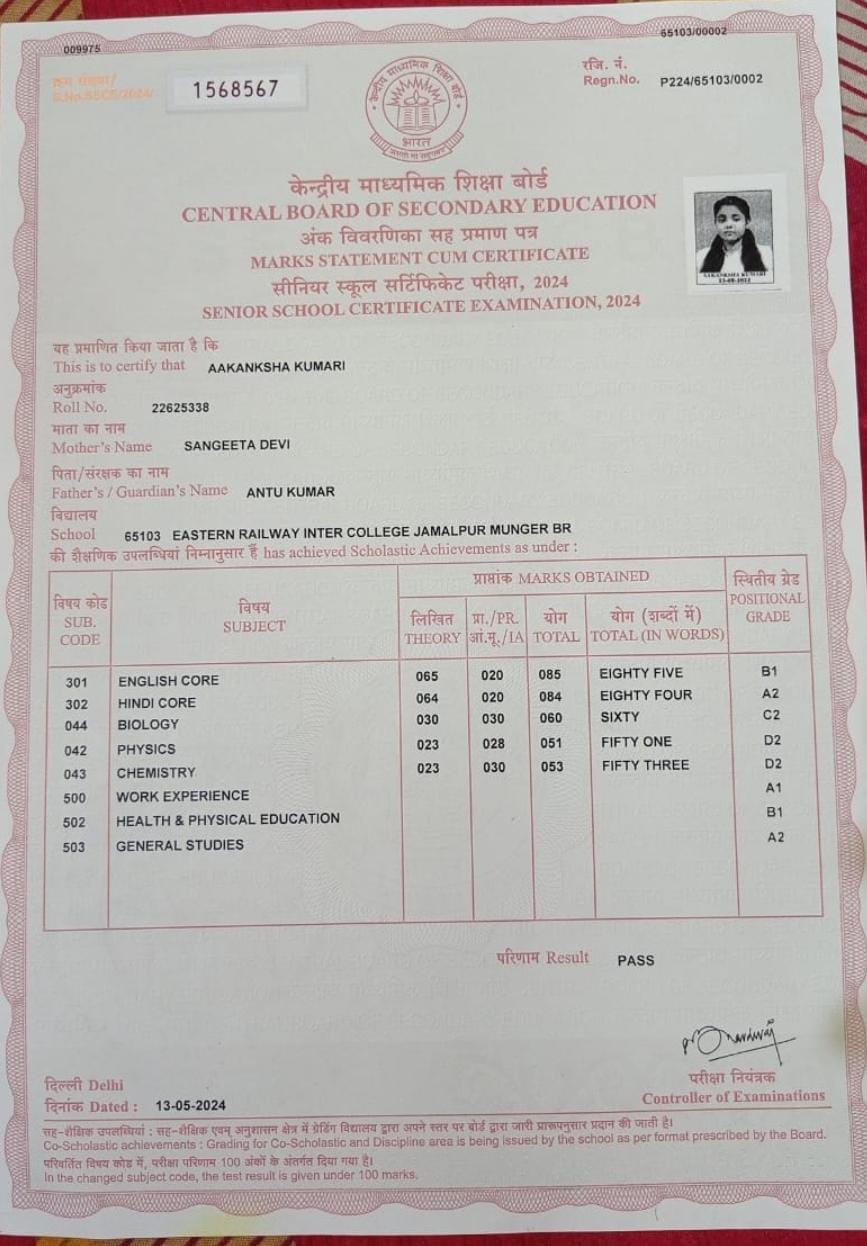 009975
65103/00002
क्रम संख्या/
S.No.SSCE/2024/
1568567
रजि. नं.
Regn.No. P224/65103/0002
केन्द्रीय माध्यमिक शिक्षा बोर्ड
भारत
असतो मा सद्गमय
केन्द्रीय माध्यमिक शिक्षा बोर्ड
CENTRAL BOARD OF SECONDARY EDUCATION
अंक विवरणिका सह प्रमाण पत्र
MARKS STATEMENT CUM CERTIFICATE
सीनियर स्कूल सर्टिफिकेट परीक्षा, 2024
SENIOR SCHOOL CERTIFICATE EXAMINATION, 2024
AAKANKSHA KUMARI
यह प्रमाणित किया जाता है कि
This is to certify that AAKANKSHA KUMARI
अनुक्रमांक
Roll No. 22625338
माता का नाम
Mother's Name SANGEETA DEVI
पिता/संरक्षक का नाम
Father's / Guardian's Name ANTU KUMAR
विद्यालय
School 65103 EASTERN RAILWAY INTER COLLEGE JAMALPUR MUNGER BR
की शैक्षणिक उपलब्धियां निम्नानुसार हैं has achieved Scholastic Achievements as under :
विषय कोड SUB. CODE
विषय SUBJECT
प्राप्तांक MARKS OBTAINED
लिखित THEORY
प्रा./PR. आं.मू./IA
योग TOTAL
योग (शब्दों में) TOTAL (IN WORDS)
स्थितीय ग्रेड POSITIONAL GRADE
301 ENGLISH CORE 065 020 085 EIGHTY FIVE B1
302 HINDI CORE 064 020 084 EIGHTY FOUR A2
044 BIOLOGY 030 030 060 SIXTY C2
042 PHYSICS 023 028 051 FIFTY ONE D2
043 CHEMISTRY 023 030 053 FIFTY THREE D2
500 WORK EXPERIENCE A1
502 HEALTH & PHYSICAL EDUCATION B1
503 GENERAL STUDIES A2
परिणाम Result PASS
दिल्ली Delhi
दिनांक Dated : 13-05-2024
परीक्षा नियंत्रक
Controller of Examinations
सह-शैक्षिक उपलब्धियां : सह-शैक्षिक एवम् अनुशासन क्षेत्र में ग्रेडिंग विद्यालय द्वारा अपने स्तर पर बोर्ड द्वारा जारी प्रारूपनुसार प्रदान की जाती है।
Co-Scholastic achievements : Grading for Co-Scholastic and Discipline area is being issued by the school as per format prescribed by the Board.
परिवर्तित विषय कोड में, परीक्षा परिणाम 100 अंकों के अंतर्गत दिया गया है।
In the changed subject code, the test result is given under 100 marks.